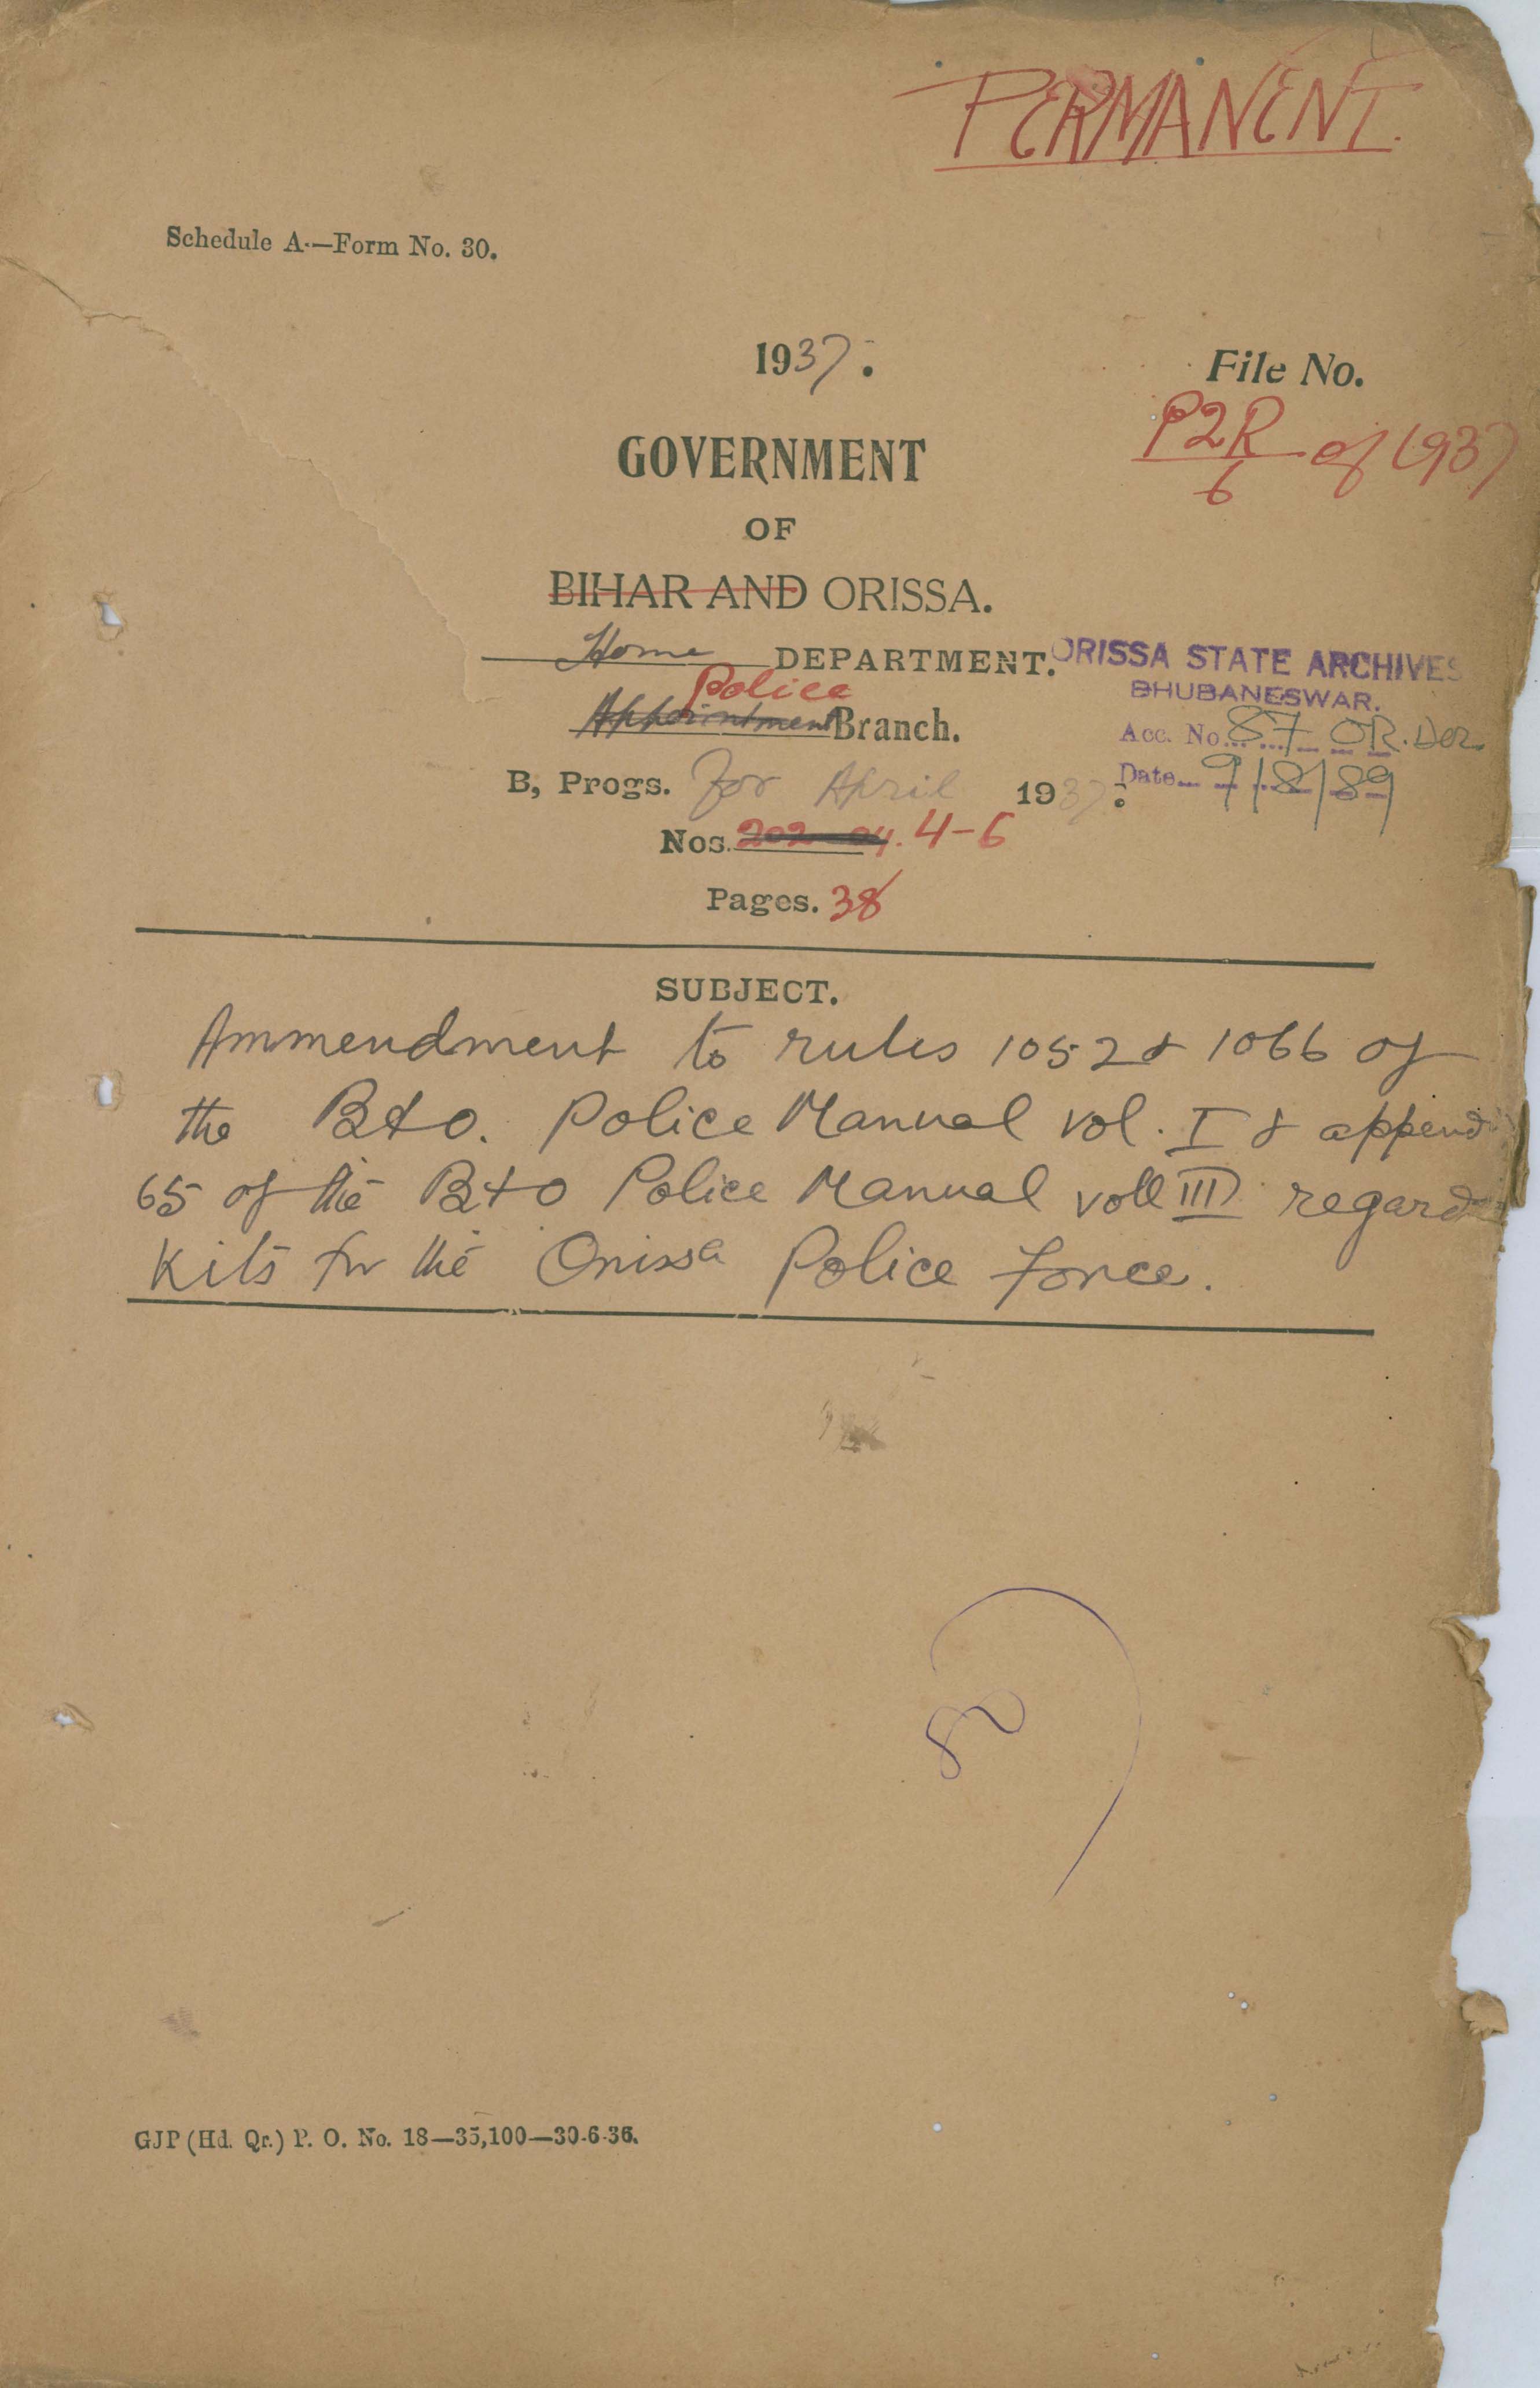 PERMANENT.
Schedule A.—Form No. 30.
1937.
File No.
P2R/6 of 1937
GOVERNMENT
OF
BIHAR AND ORISSA.
Home DEPARTMENT.
Police
Appointment Branch.
ORISSA STATE ARCHIVES
BHUBANESWAR.
Acc. No. 87 OR. Doz.
Date 9/8/89
B, Progs. For April 1937.
Nos. 202-04. 4-6
Pages. 38
SUBJECT.
Ammendment to rules 1052 & 1066 of
the B&O. Police Manual vol. I & append
65 of the B&O Police Manual voll III regard
Kits for the Orissa Police Force.
GJP (Hd. Qr.) P. O. No. 18—35,100—30-6-36.